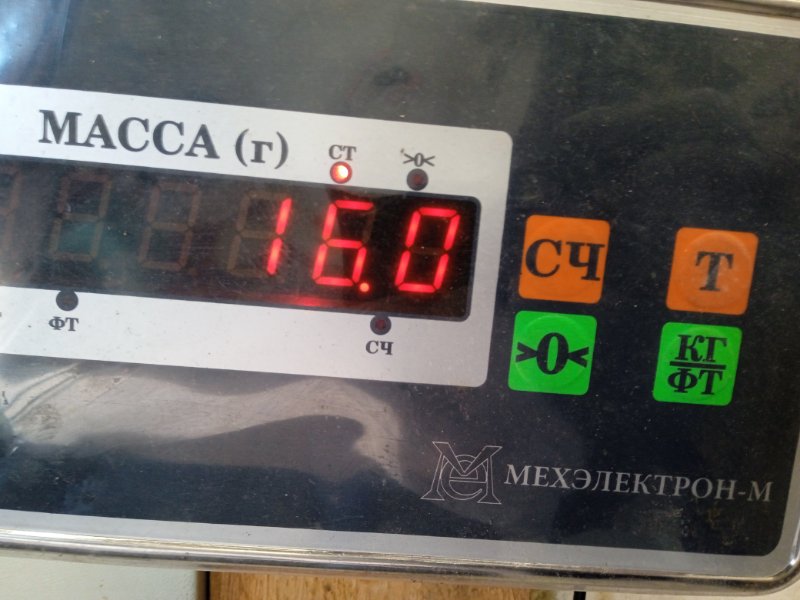 МАССА (г)
СТ
>0<
16.0
ФТ
СЧ
СЧ
Т
>0<
КГ
ФТ
МЕХЭЛЕКТРОН-М